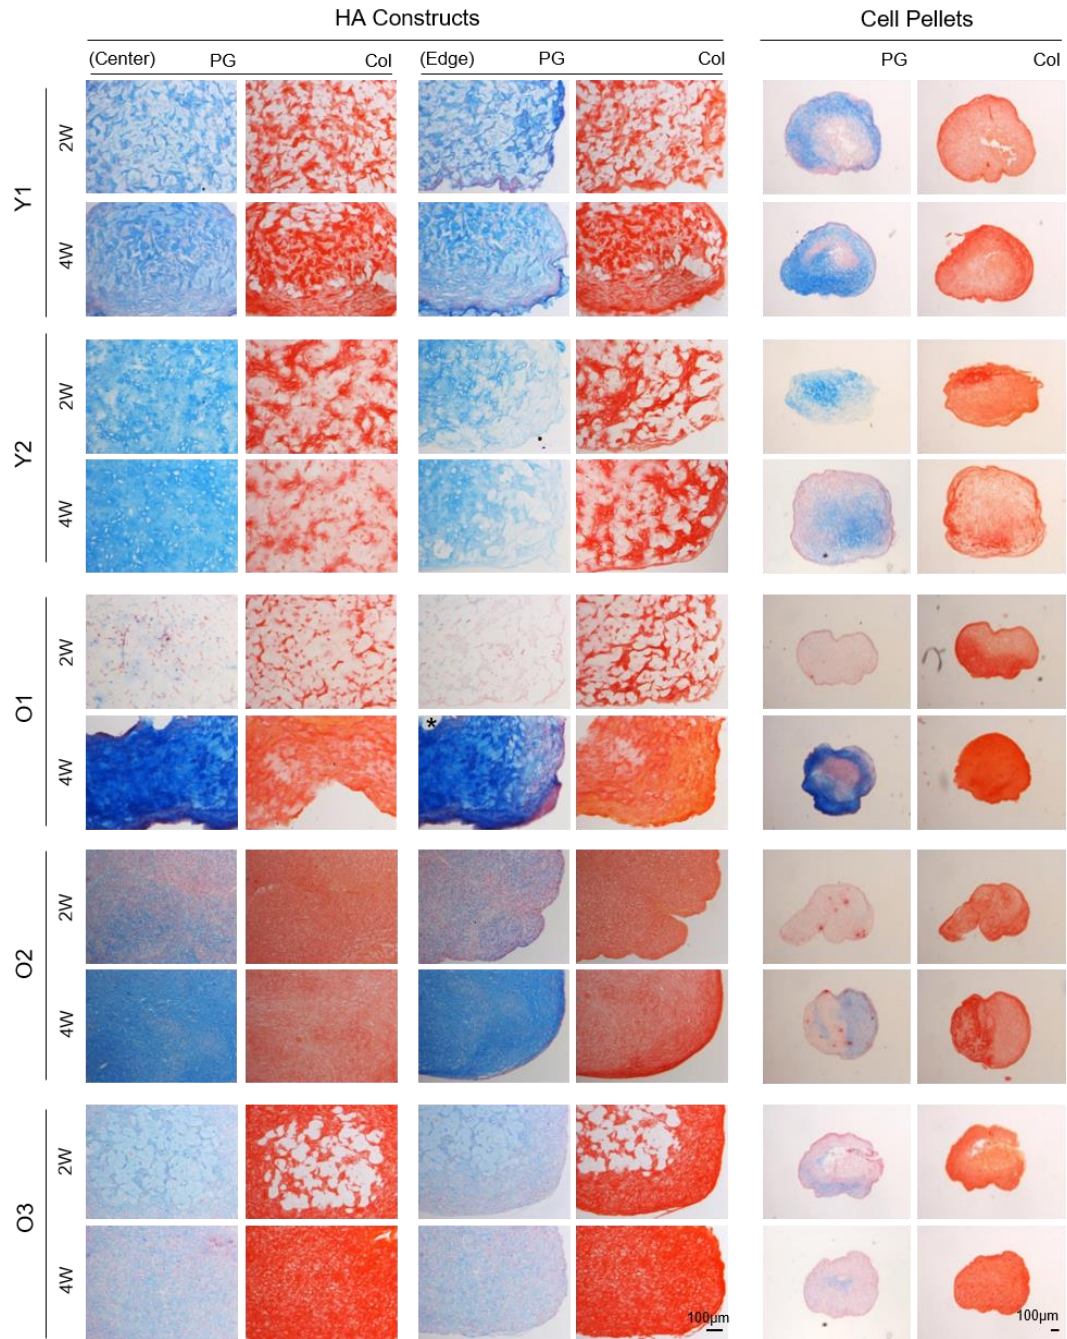 HA Constructs
Cell Pellets
(Center) PG Col (Edge) PG Col PG Col
Y1
2W
4W
Y2
2W
4W
O1
2W
*
4W
O2
2W
4W
O3
2W
4W
100µm
100µm